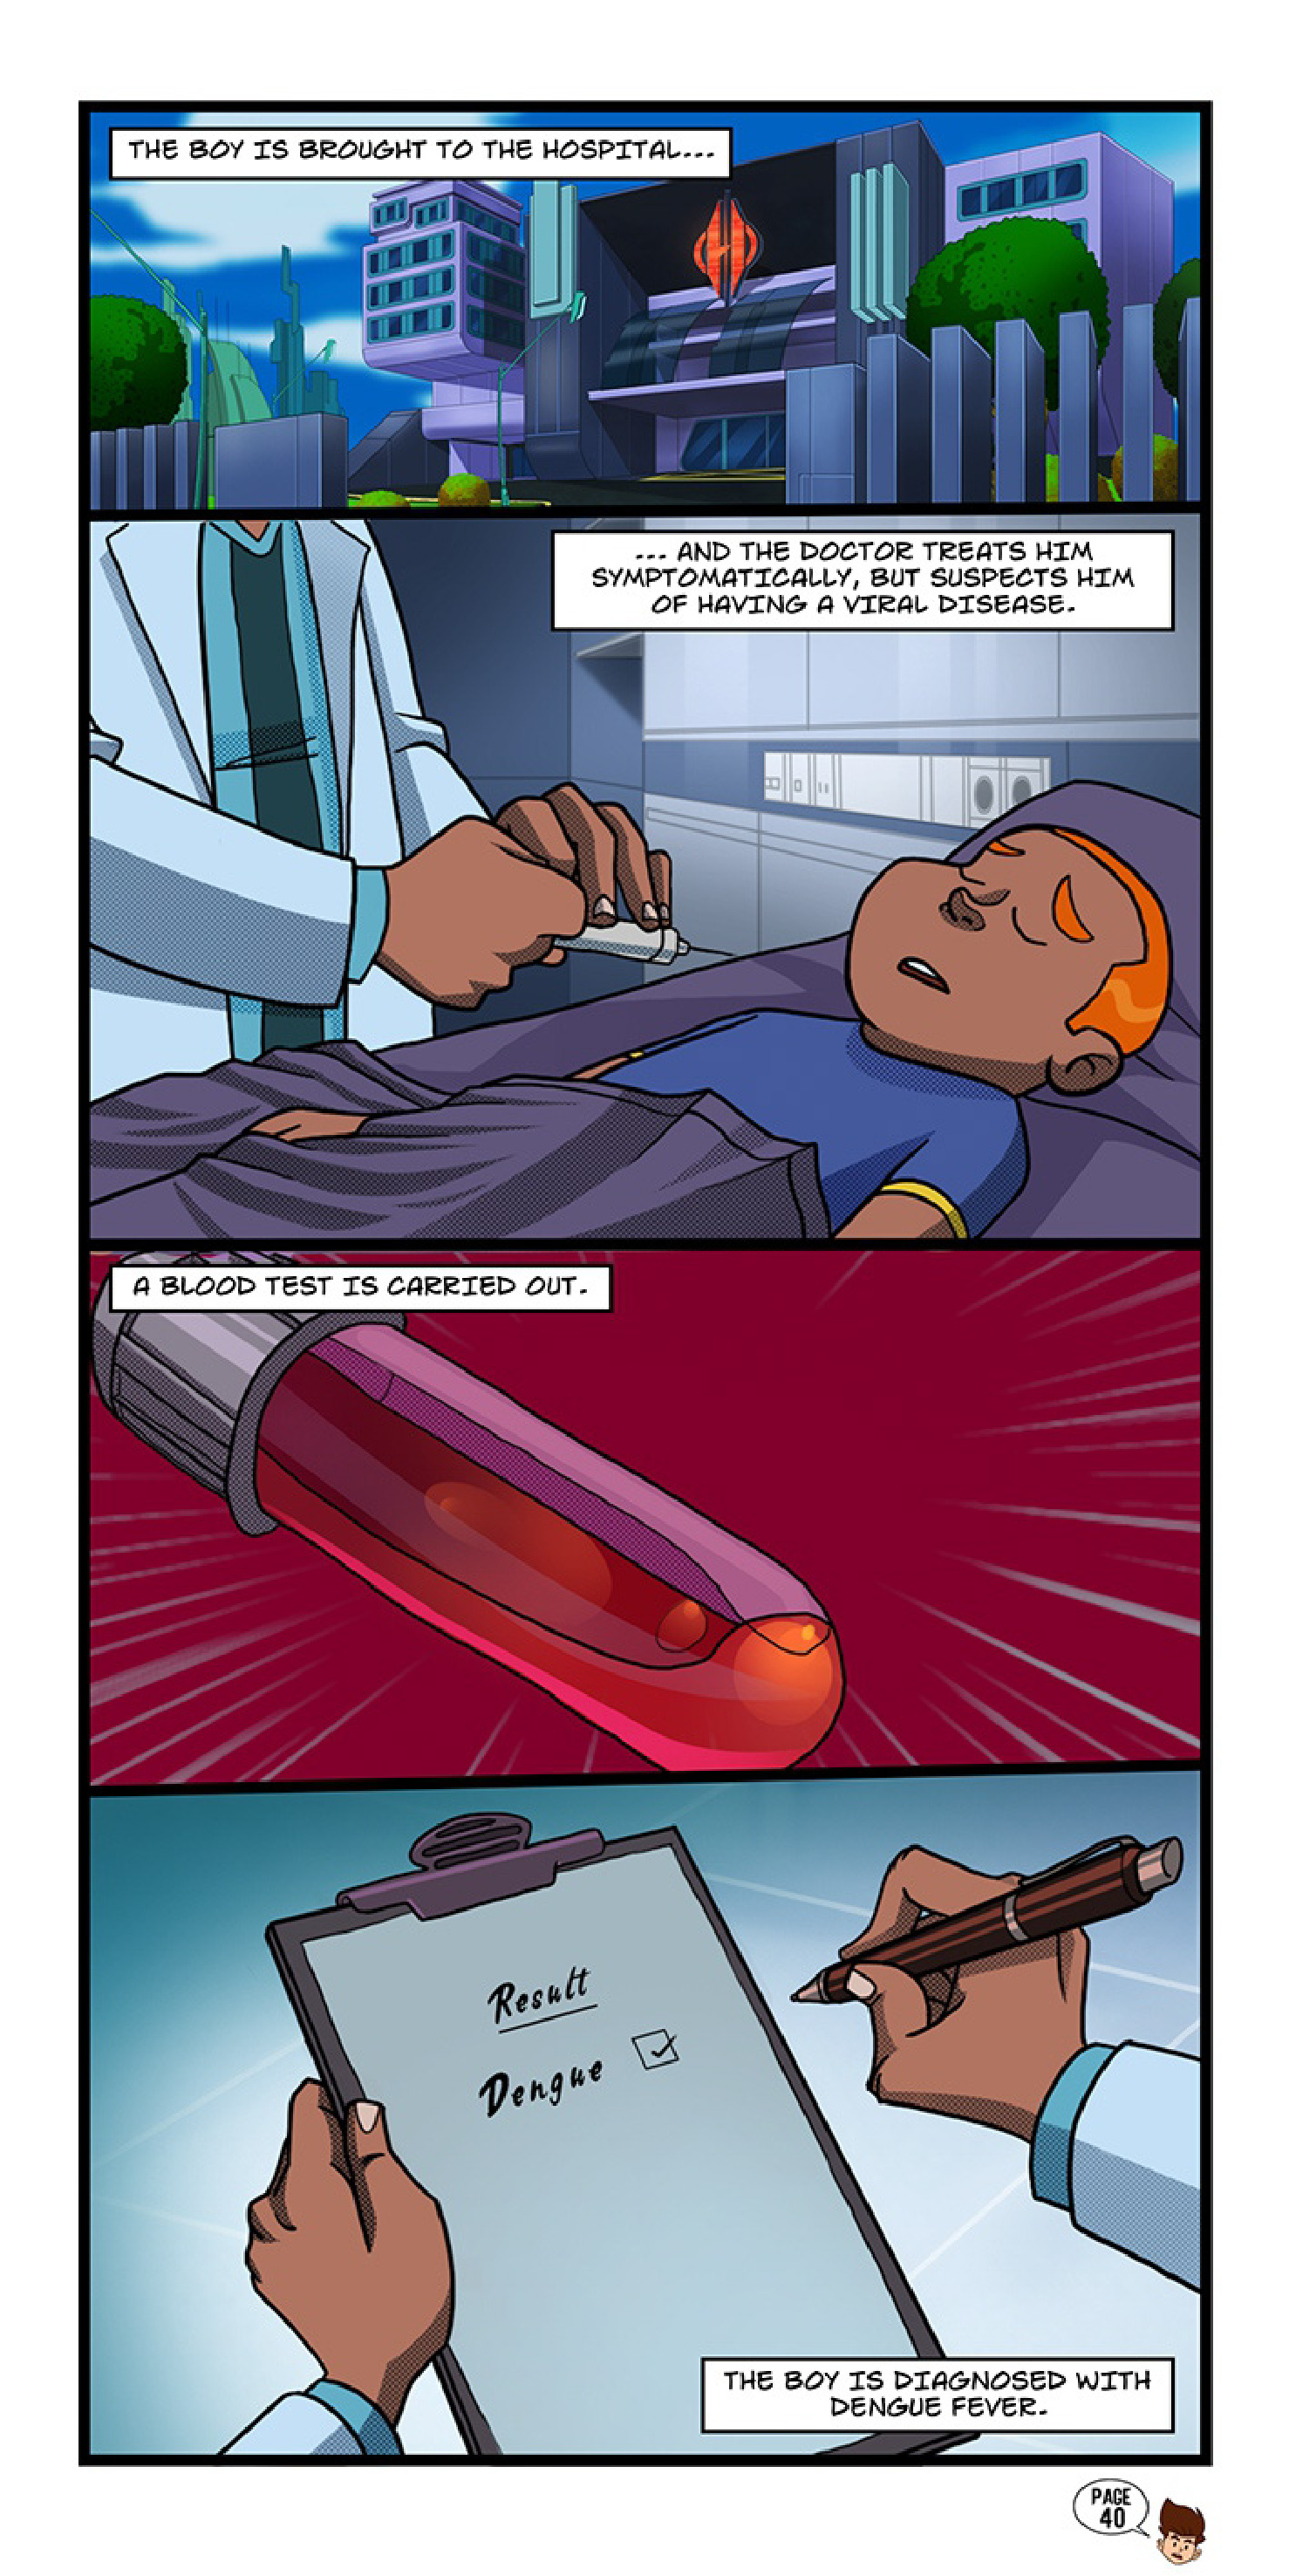 THE BOY IS BROUGHT TO THE HOSPITAL...
... AND THE DOCTOR TREATS HIM
SYMPTOMATICALLY, BUT SUSPECTS HIM
OF HAVING A VIRAL DISEASE.
A BLOOD TEST IS CARRIED OUT.
Result
Dengue
THE BOY IS DIAGNOSED WITH
DENGUE FEVER.
PAGE
40